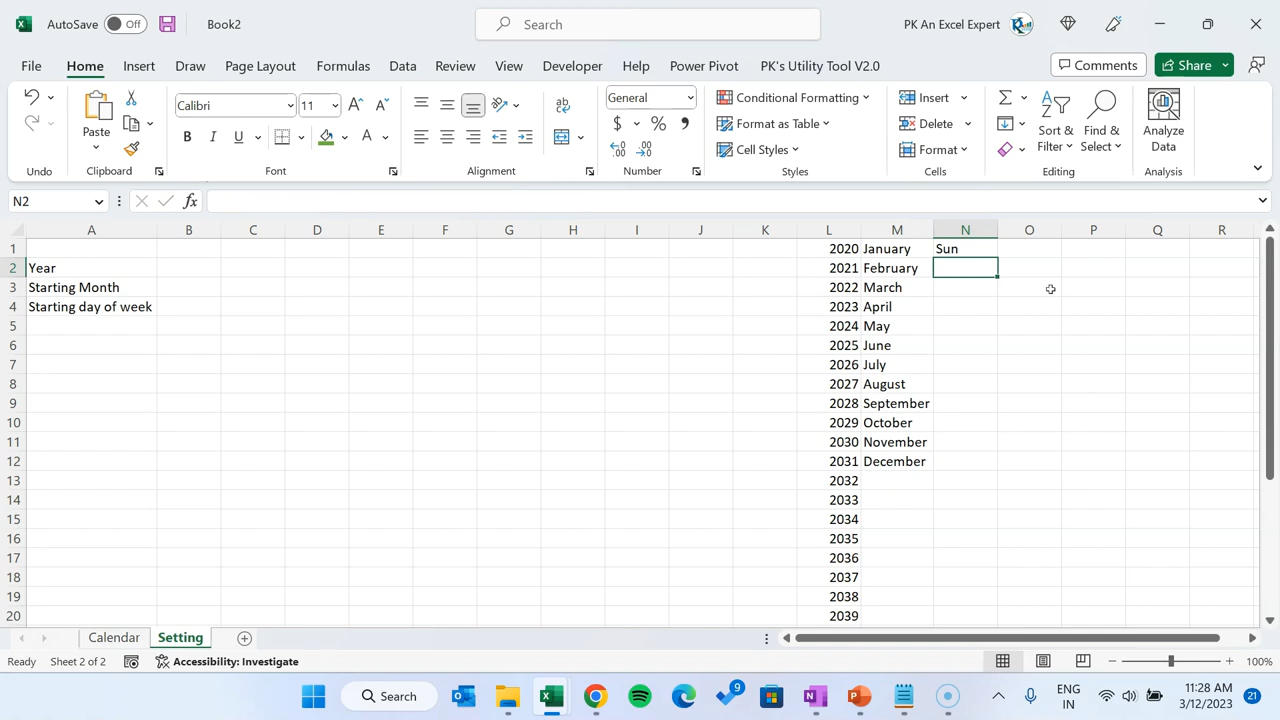 AutoSave Off Book2 Search PK An Excel Expert
File Home Insert Draw Page Layout Formulas Data Review View Developer Help Power Pivot PK's Utility Tool V2.0 Comments Share
Paste Calibri 11 General Conditional Formatting Insert Sort & Filter Find & Select Analyze Data
Format as Table Delete
Cell Styles Format
Undo Clipboard Font Alignment Number Styles Cells Editing Analysis
N2 fx
A B C D E F G H I J K L M N O P Q R
1 2020 January Sun
2 Year 2021 February
3 Starting Month 2022 March
4 Starting day of week 2023 April
5 2024 May
6 2025 June
7 2026 July
8 2027 August
9 2028 September
10 2029 October
11 2030 November
12 2031 December
13 2032
14 2033
15 2034
16 2035
17 2036
18 2037
19 2038
20 2039
Calendar Setting
Ready Sheet 2 of 2 Accessibility: Investigate 100%
Search 9 ENG IN 11:28 AM 3/12/2023 21